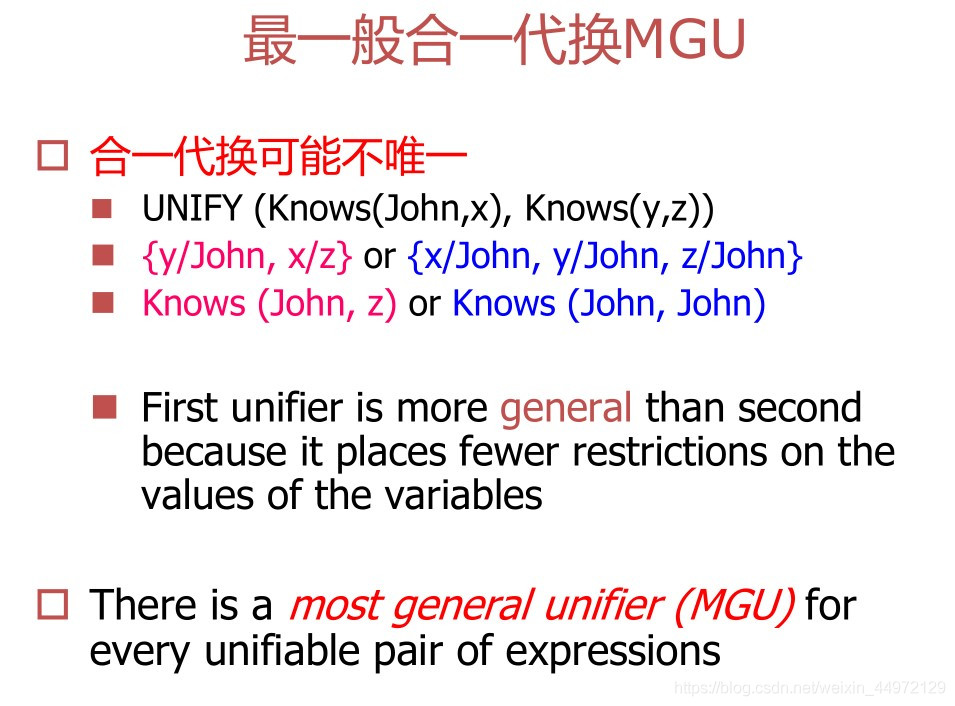 最一般合一代换MGU
合一代换可能不唯一
UNIFY (Knows(John,x), Knows(y,z))
{y/John, x/z} or {x/John, y/John, z/John}
Knows (John, z) or Knows (John, John)
First unifier is more general than second
because it places fewer restrictions on the
values of the variables
There is a most general unifier (MGU) for
every unifiable pair of expressions
https://blog.csdn.net/weixin_44972129